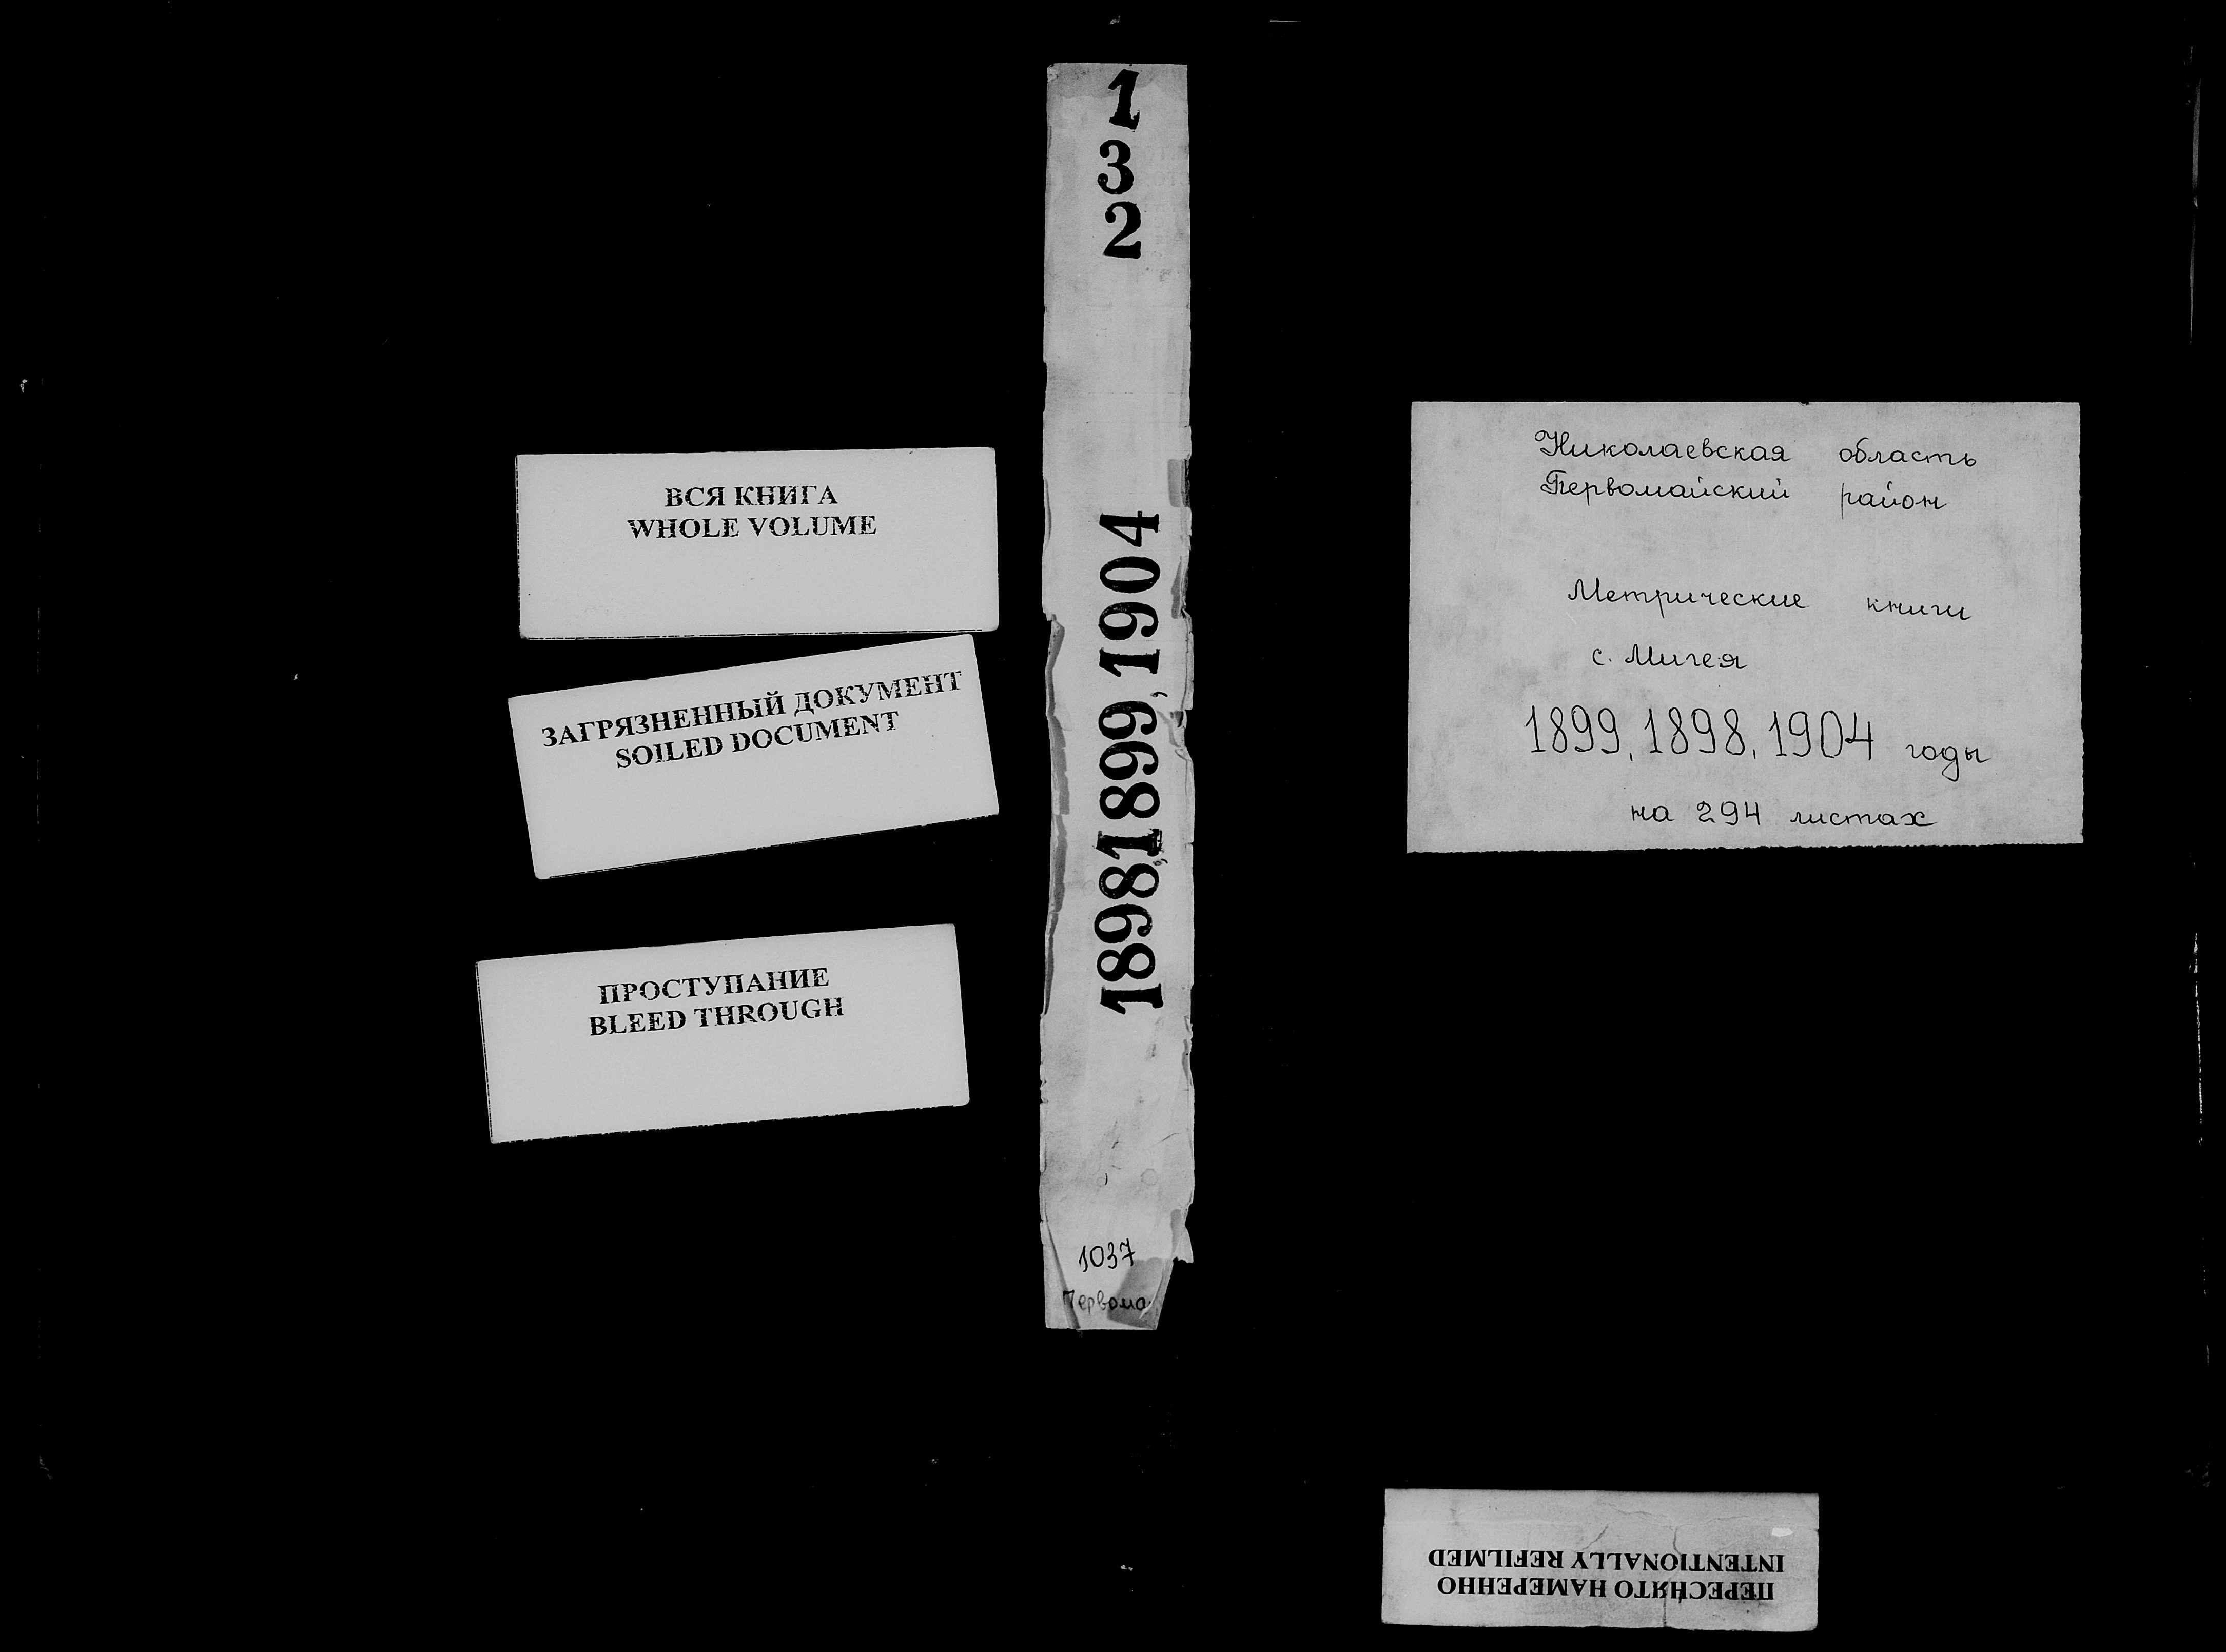 ВСЯ КНИГА
WHOLE VOLUME
ЗАГРЯЗНЕННЫЙ ДОКУМЕНТ
SOILED DOCUMENT
ПРОСТУПАНИЕ
BLEED THROUGH
1
3
2
1898,1899,1904
1037
Первома
Николаевская область
Первомайский район
Метрические книги
с. Мигея
1899, 1898, 1904 годы
на 294 листах
ПЕРЕСНЯТО НАМЕРЕННО
INTENTIONALLY REFILMED